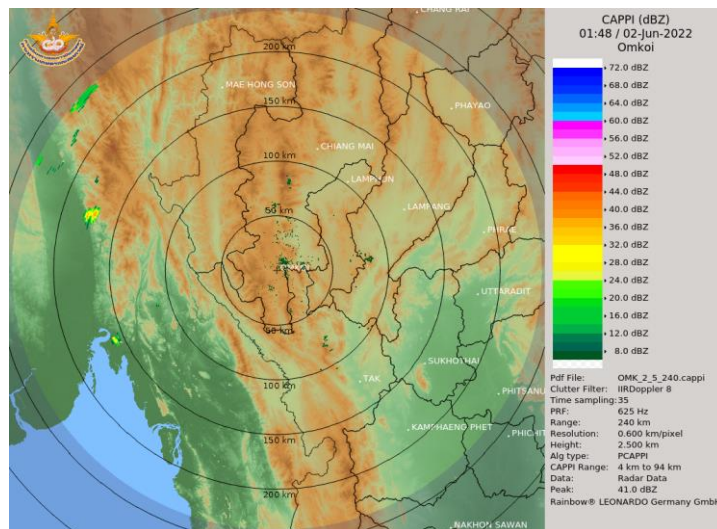 CHANG RAI
200 km
MAE HONG SON
150 km
PHAYAO
CHIANG MAI
100 km
LAMPHUN
LAMPANG
50 km
PHRAE
UTTARADIT
50 km
SUKHOTHAI
TAK
100 km
PHITSANU
KAMPHAENG PHET
PHICHIT
150 km
200 km
NAKHON SAWAN
CAPPI (dBZ)
01:48 / 02-Jun-2022
Omkoi
72.0 dBZ
68.0 dBZ
64.0 dBZ
60.0 dBZ
56.0 dBZ
52.0 dBZ
48.0 dBZ
44.0 dBZ
40.0 dBZ
36.0 dBZ
32.0 dBZ
28.0 dBZ
24.0 dBZ
20.0 dBZ
16.0 dBZ
12.0 dBZ
8.0 dBZ
Pdf File: OMK_2_5_240.cappi
Clutter Filter: IIRDoppler 8
Time sampling: 35
PRF: 625 Hz
Range: 240 km
Resolution: 0.600 km/pixel
Height: 2.500 km
Alg type: PCAPPI
CAPPI Range: 4 km to 94 km
Data: Radar Data
Peak: 41.0 dBZ
Rainbow® LEONARDO Germany GmbH